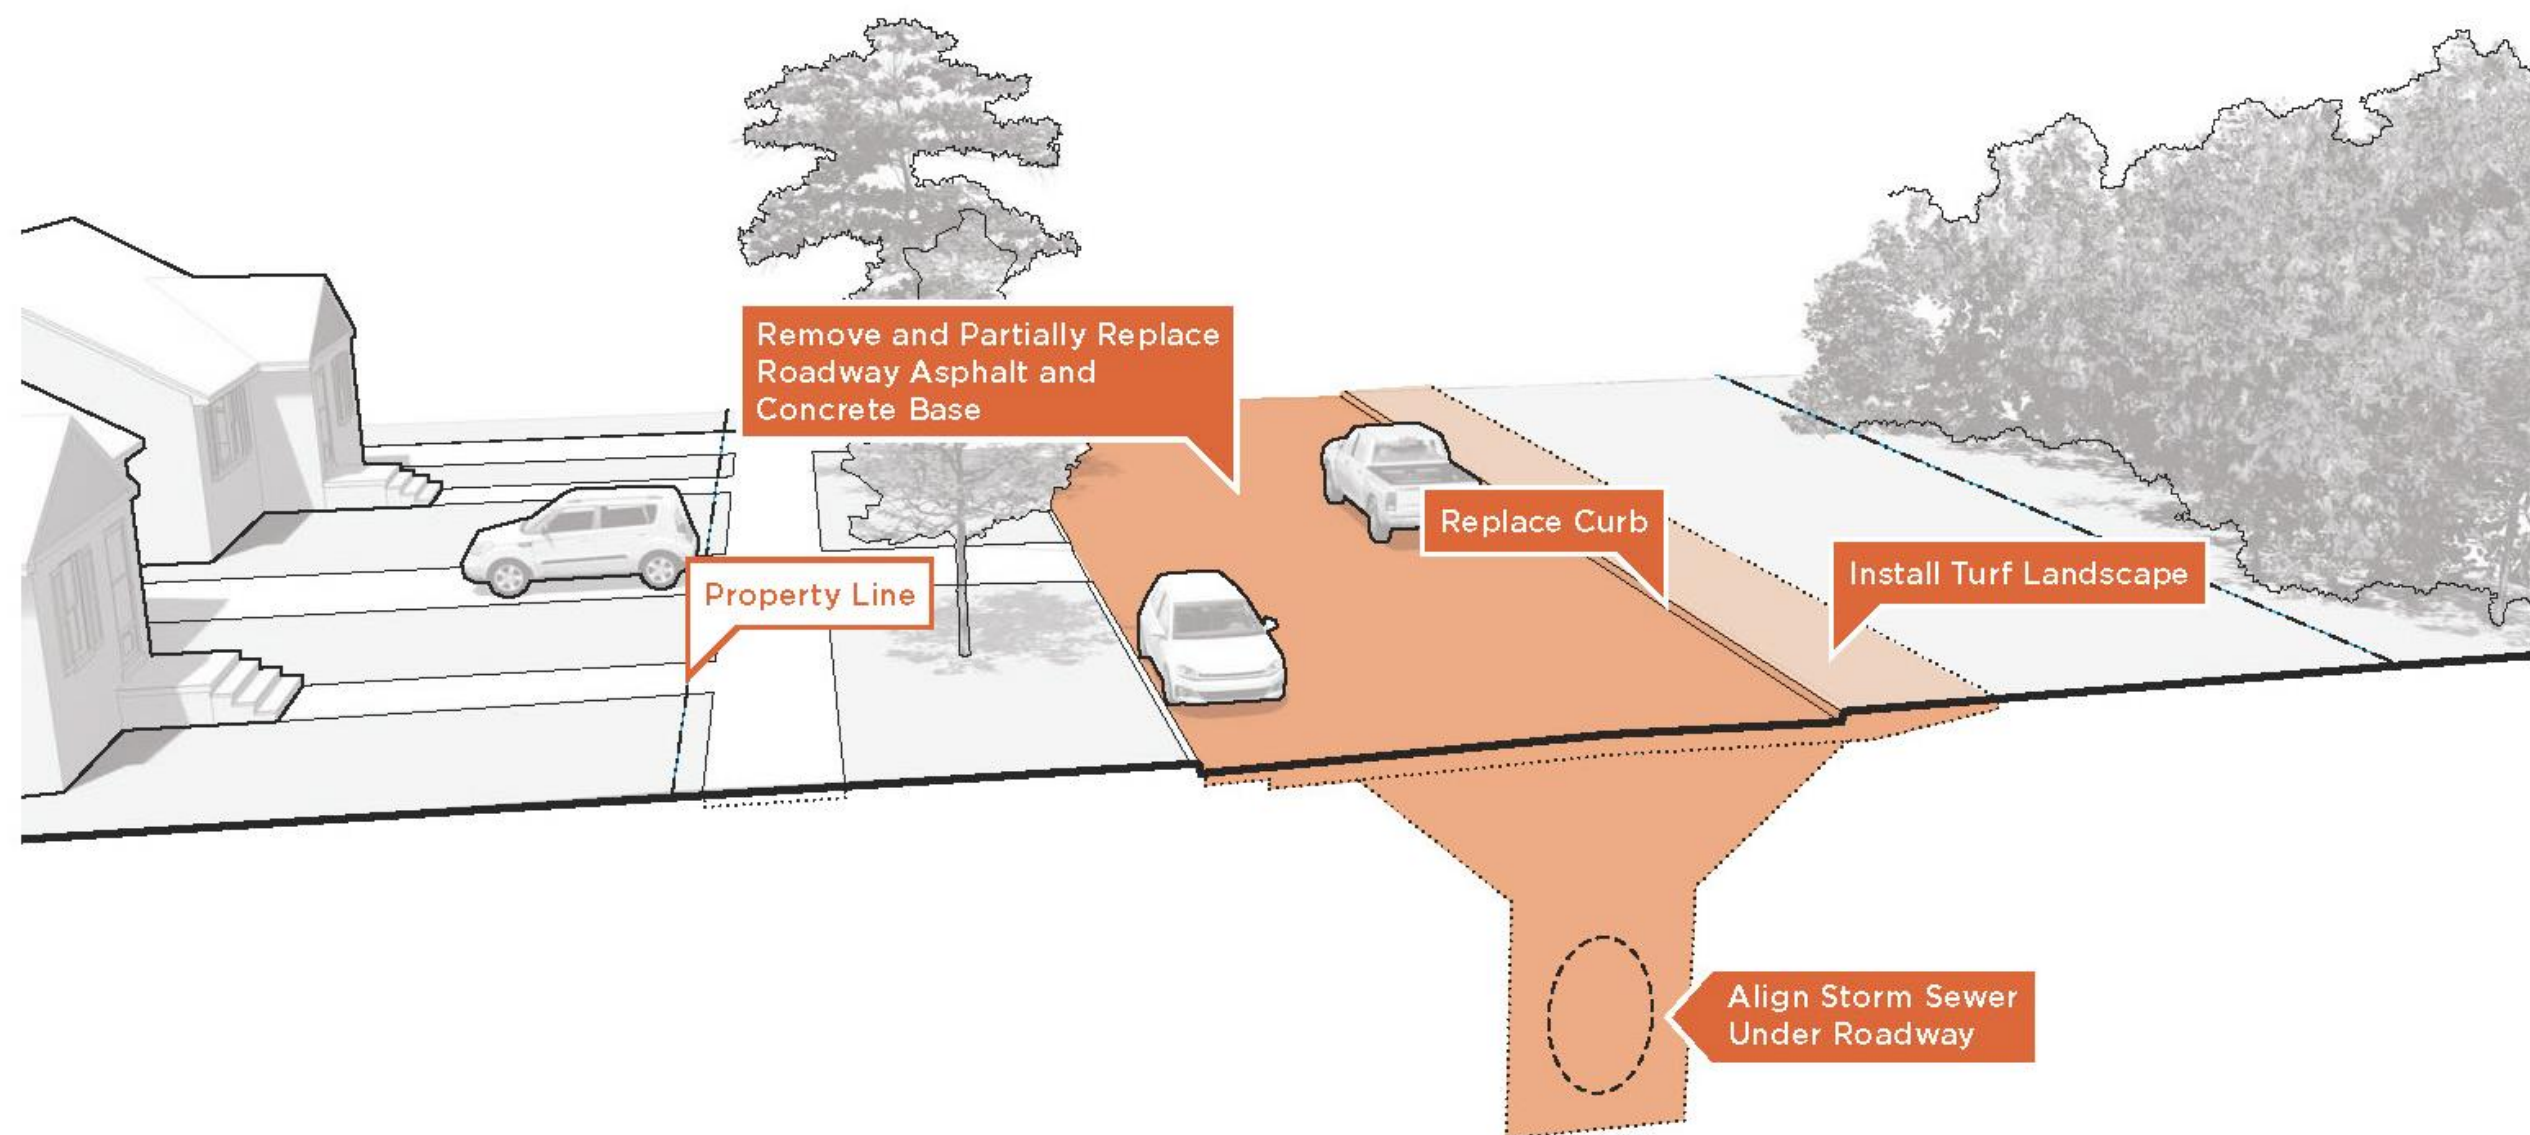 Remove and Partially Replace
Roadway Asphalt and
Concrete Base
Replace Curb
Install Turf Landscape
Property Line
Align Storm Sewer
Under Roadway